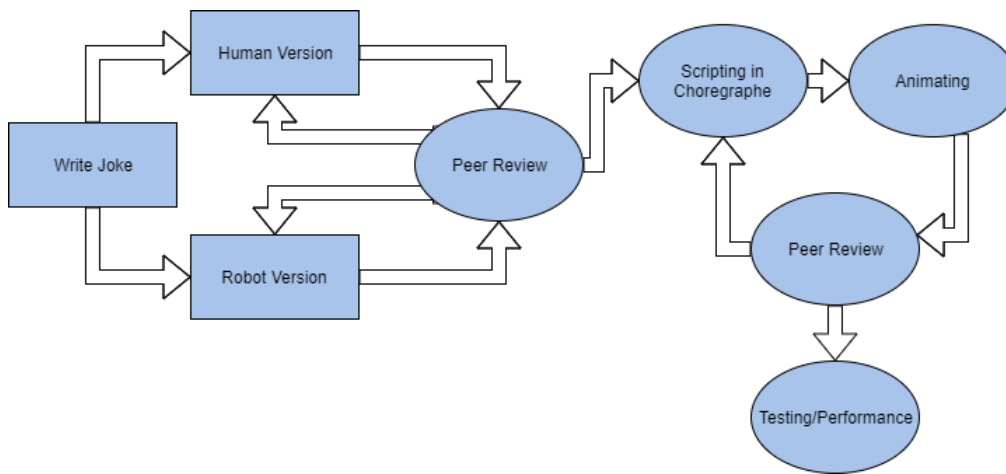 Human Version
Write Joke
Robot Version
Peer Review
Scripting in
Choregraphe
Animating
Peer Review
Testing/Performance